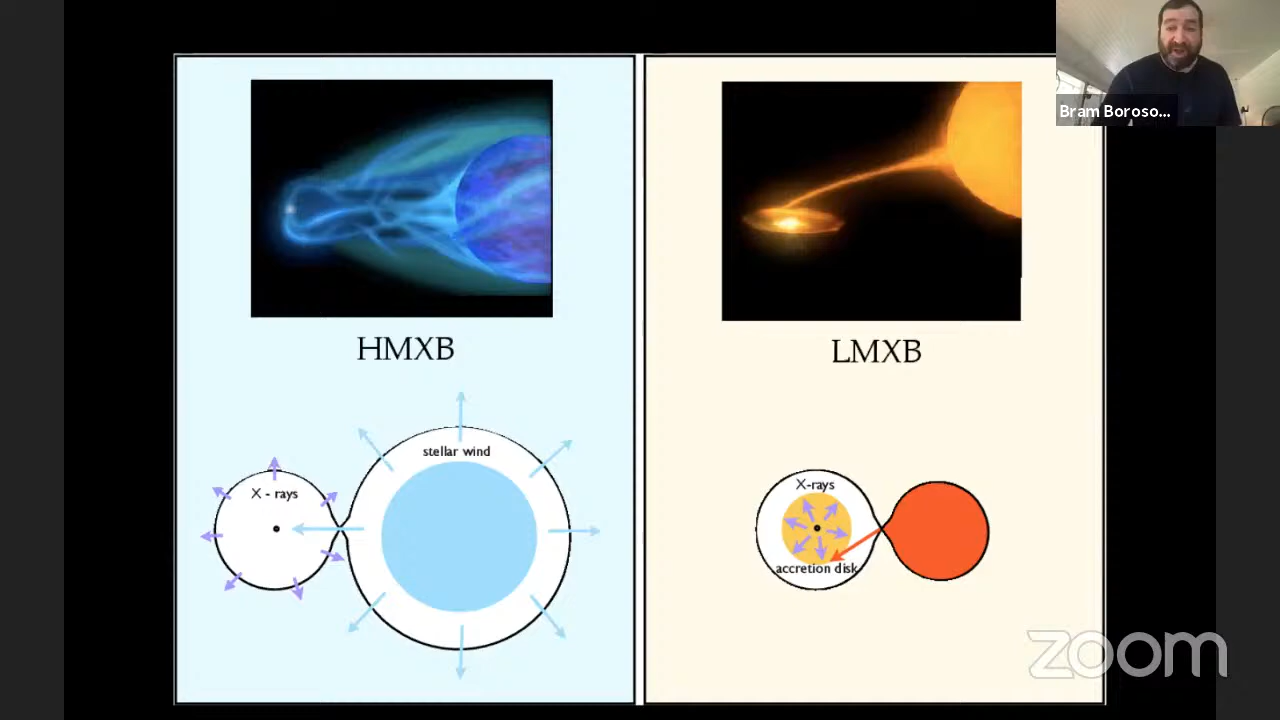 Bram Boroso...
HMXB
LMXB
stellar wind
X - rays
X-rays
accretion disk
zoom